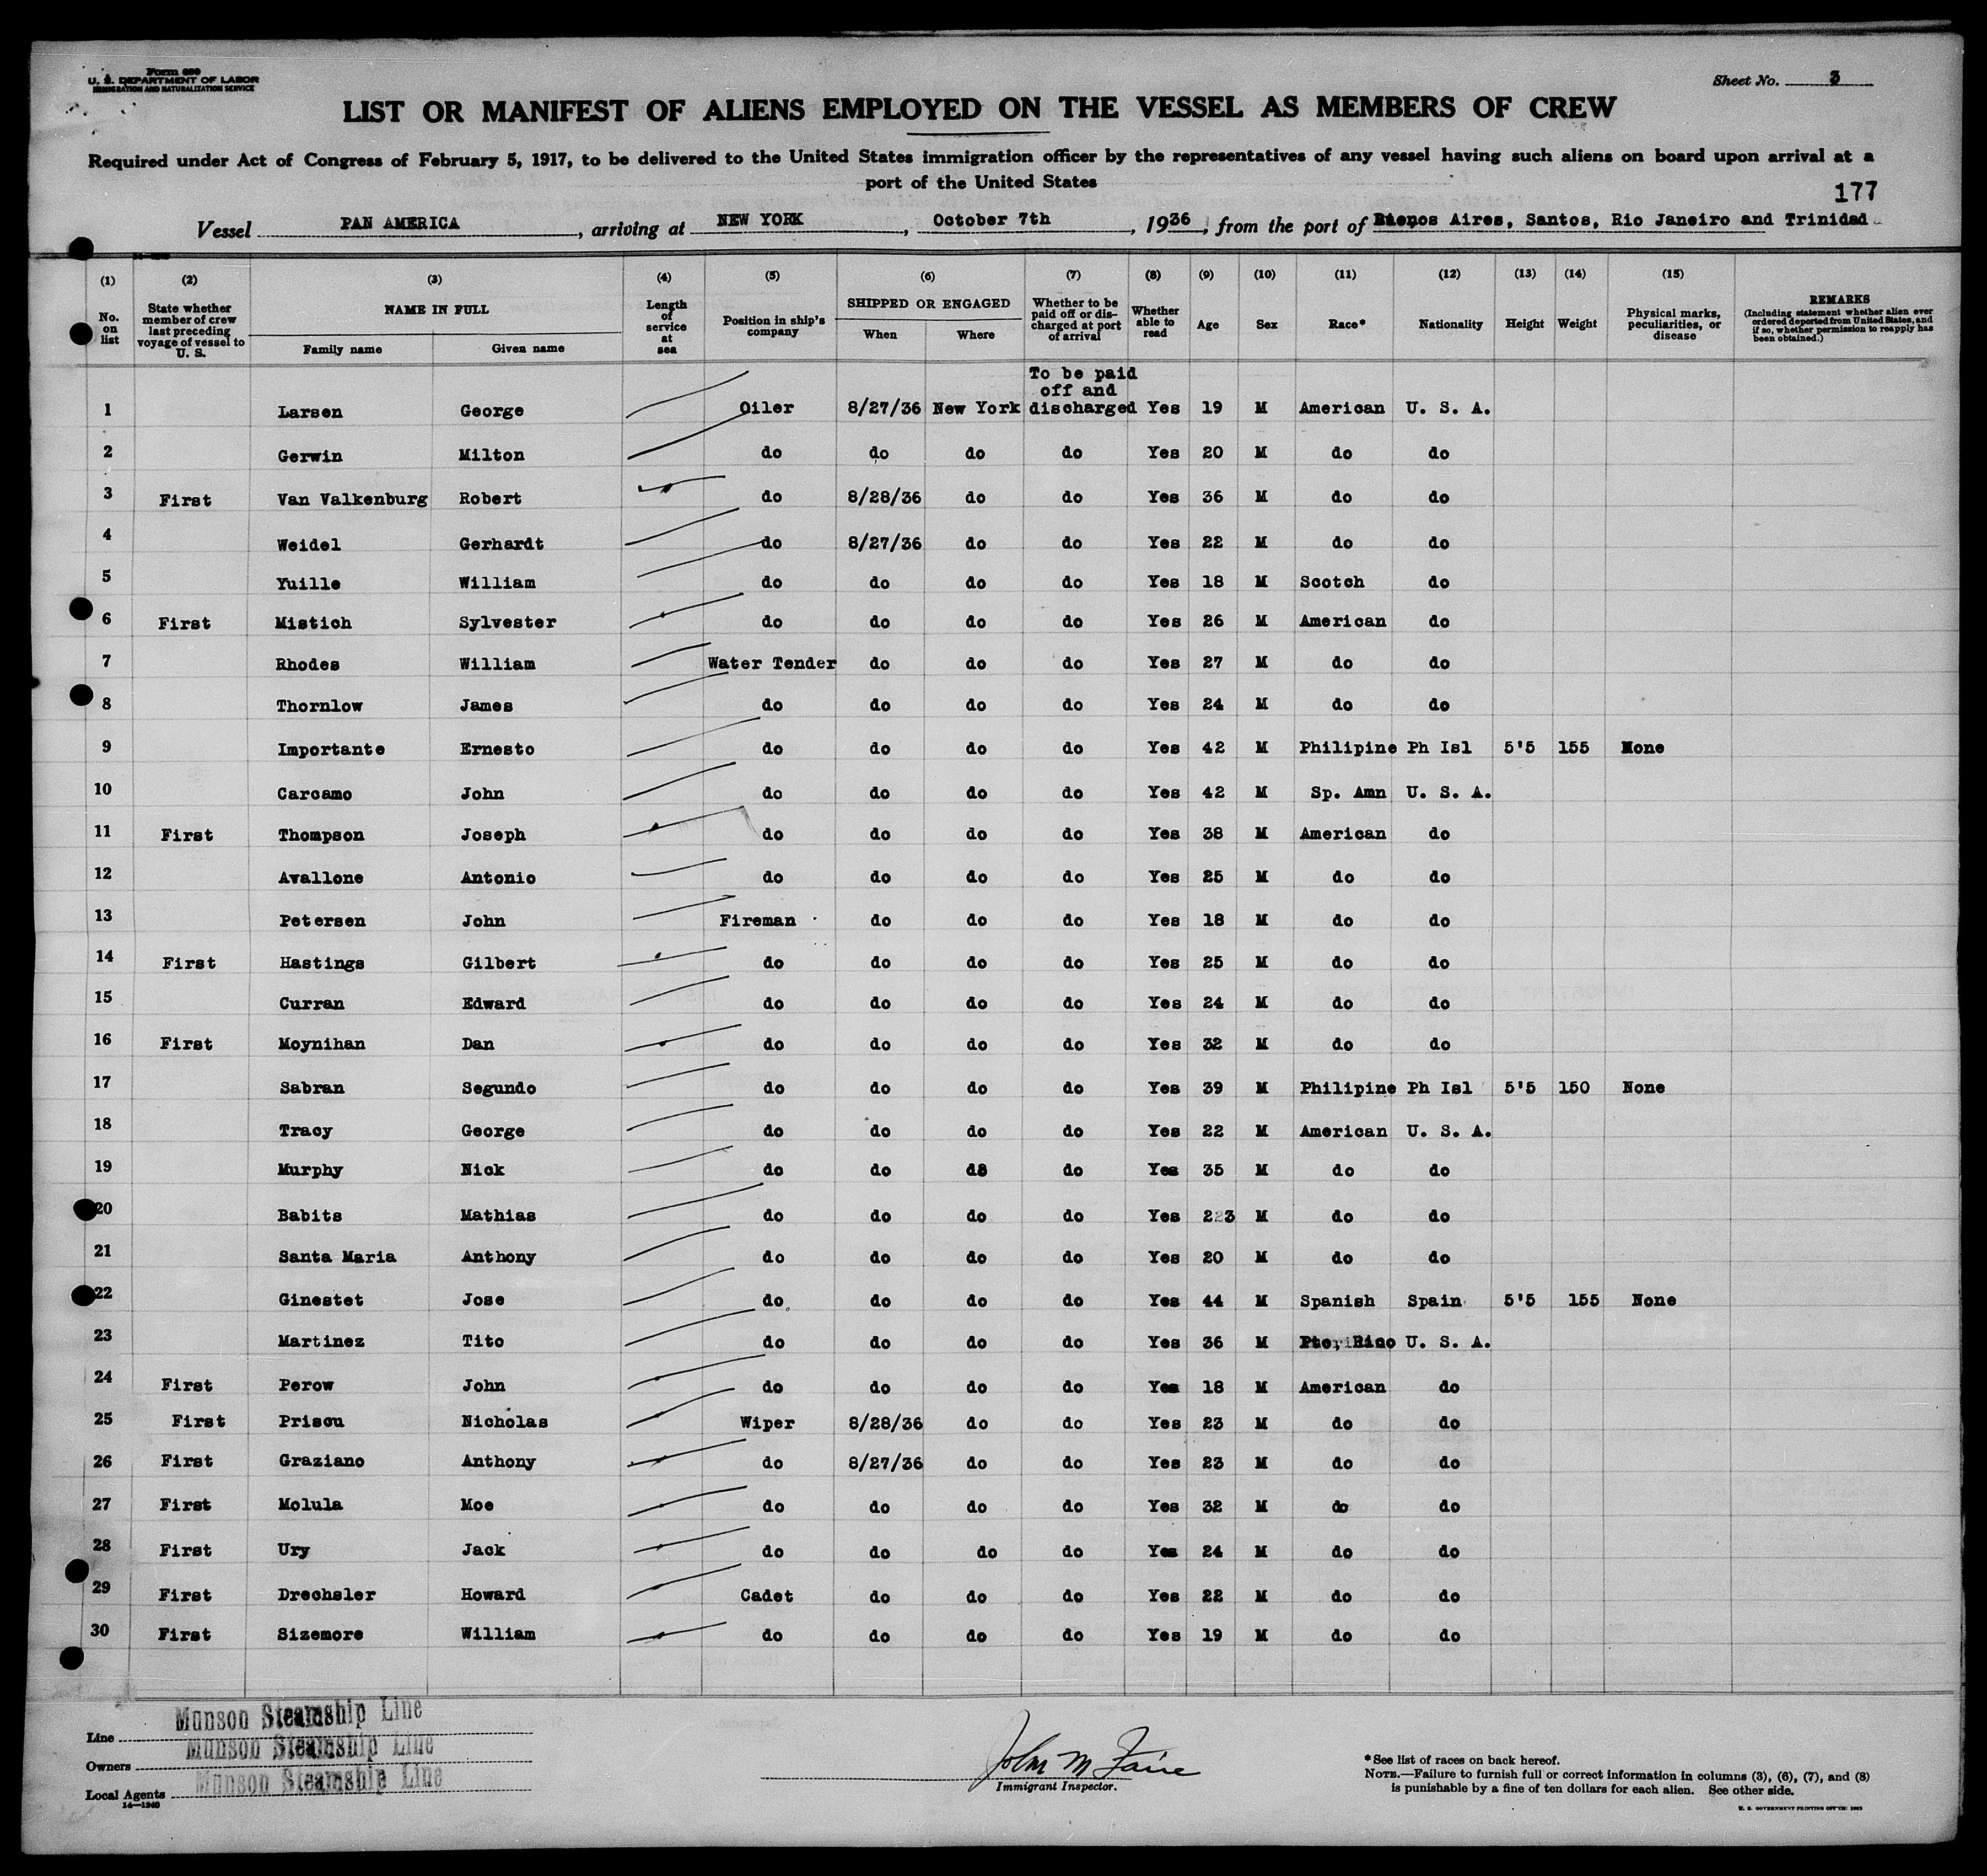 Form 680
U. S. DEPARTMENT OF LABOR
IMMIGRATION AND NATURALIZATION SERVICE
Sheet No. 3
LIST OR MANIFEST OF ALIENS EMPLOYED ON THE VESSEL AS MEMBERS OF CREW
Required under Act of Congress of February 5, 1917, to be delivered to the United States immigration officer by the representatives of any vessel having such aliens on board upon arrival at a
port of the United States
177
Vessel PAN AMERICA, arriving at NEW YORK, October 7th, 1936, from the port of Buenos Aires, Santos, Rio Janeiro and Trinidad
(1) (2) (3) (4) (5) (6) (7) (8) (9) (10) (11) (12) (13) (14) (15)
No. on list State whether member of crew last preceding voyage of vessel to U. S. NAME IN FULL Family name Given name Length of service at sea Position in ship's company SHIPPED OR ENGAGED When Where Whether to be paid off or discharged at port of arrival Whether able to read Age Sex Race* Nationality Height Weight Physical marks, peculiarities, or disease REMARKS (Including statement whether alien ever ordered deported from United States, and if so, whether permission to reapply has been obtained.)
1 Larsen George Oiler 8/27/36 New York To be paid off and discharged Yes 19 M American U. S. A.
2 Gerwin Milton do do do do Yes 20 M do do
3 First Van Valkenburg Robert do 8/28/36 do do Yes 36 M do do
4 Weidel Gerhardt do 8/27/36 do do Yes 22 M do do
5 Yuille William do do do do Yes 18 M Scotch do
6 First Mistich Sylvester do do do do Yes 26 M American do
7 Rhodes William Water Tender do do do Yes 27 M do do
8 Thornlow James do do do do Yes 24 M do do
9 Importante Ernesto do do do do Yes 42 M Philipine Ph Isl 5'5 155 None
10 Carcamo John do do do do Yes 42 M Sp. Amn U. S. A.
11 First Thompson Joseph do do do do Yes 38 M American do
12 Avallone Antonio do do do do Yes 25 M do do
13 Petersen John Fireman do do do Yes 18 M do do
14 First Hastings Gilbert do do do do Yes 25 M do do
15 Curran Edward do do do do Yes 24 M do do
16 First Moynihan Dan do do do do Yes 32 M do do
17 Sabran Segundo do do do do Yes 39 M Philipine Ph Isl 5'5 150 None
18 Tracy George do do do do Yes 22 M American U. S. A.
19 Murphy Nick do do do do Yes 35 M do do
20 Babits Mathias do do do do Yes 223 M do do
21 Santa Maria Anthony do do do do Yes 20 M do do
22 Ginestet Jose do do do do Yes 44 M Spanish Spain 5'5 155 None
23 Martinez Tito do do do do Yes 36 M Pto, Rico U. S. A.
24 First Perow John do do do do Yes 18 M American do
25 First Priscu Nicholas Wiper 8/28/36 do do Yes 23 M do do
26 First Graziano Anthony do 8/27/36 do do Yes 23 M do do
27 First Molula Moe do do do do Yes 32 M do do
28 First Ury Jack do do do do Yes 24 M do do
29 First Drechsler Howard Cadet do do do Yes 22 M do do
30 First Sizemore William do do do do Yes 19 M do do
Line Munson Steamship Line
Owners Munson Steamship Line
Local Agents Munson Steamship Line
14—1240
John M
Immigrant Inspector.
*See list of races on back hereof.
NOTE.—Failure to furnish full or correct information in columns (3), (6), (7), and (8)
is punishable by a fine of ten dollars for each alien. See other side.
U. S. GOVERNMENT PRINTING OFFICE